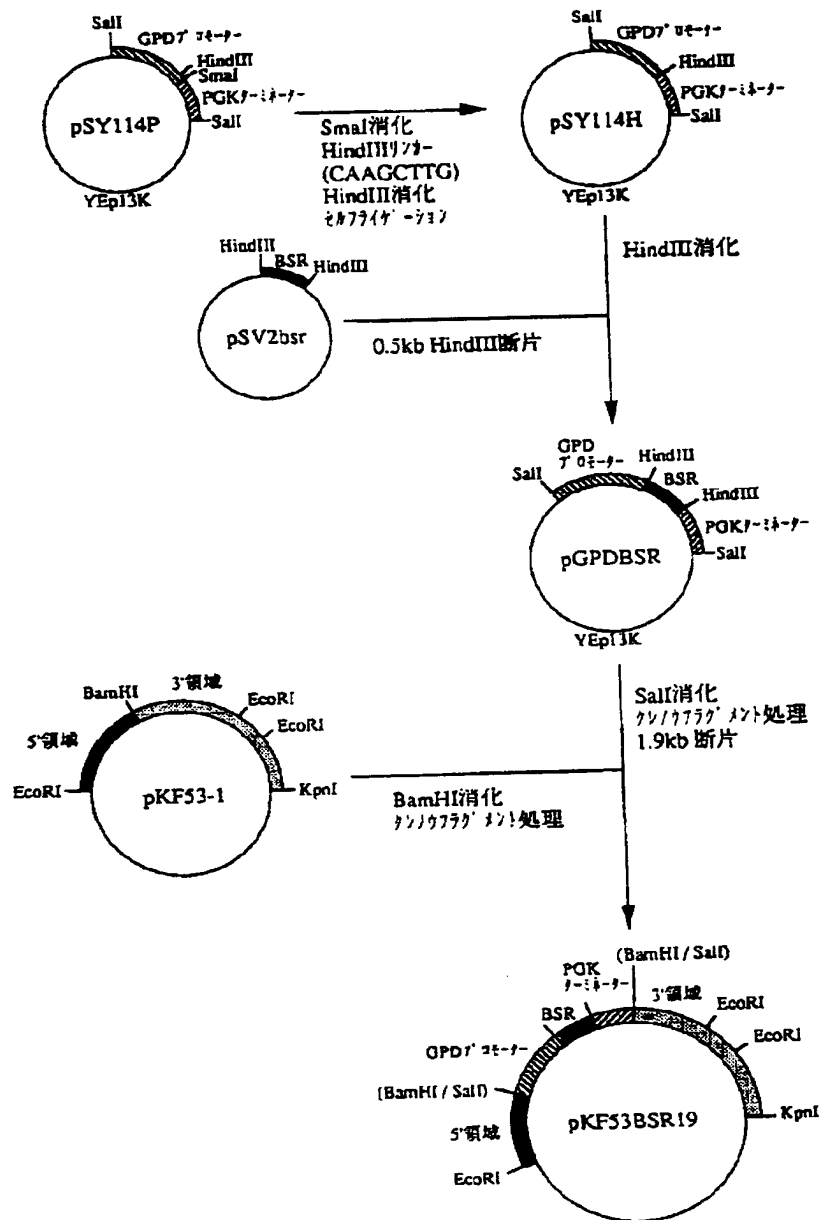 SalI
GPDプロモーター
HindIII
SmaI
PGKターミネーター
SalI
pSY114P
YEp13K
SmaI消化
HindIIIリンカー
(CAAGCTTG)
HindIII消化
セルフライゲーション
SalI
GPDプロモーター
HindIII
PGKターミネーター
SalI
pSY114H
YEp13K
HindIII消化
HindIII
BSR
HindIII
pSV2bsr
0.5kb HindIII断片
GPD
プロモーター
SalI
HindIII
BSR
HindIII
PGKターミネーター
SalI
pGPDBSR
YEp13K
SalI消化
クレノウフラグメント処理
1.9kb 断片
BamHI
3'領域
EcoRI
EcoRI
5'領域
EcoRI
KpnI
pKF53-1
BamHI消化
クレノウフラグメント処理
(BamHI / SalI)
PGK
ターミネーター
3'領域
BSR
EcoRI
EcoRI
GPDプロモーター
(BamHI / SalI)
5'領域
KpnI
EcoRI
pKF53BSR19